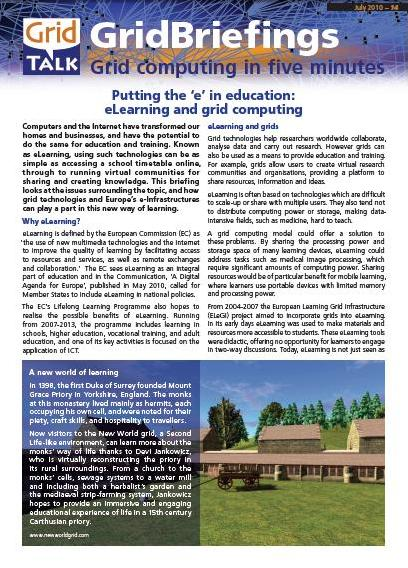 July 2010 – 14
Grid
TALK
GridBriefings
Grid computing in five minutes
Putting the ‘e’ in education:
eLearning and grid computing
Computers and the Internet have transformed our
homes and businesses, and have the potential to
do the same for education and training. Known
as eLearning, using such technologies can be as
simple as accessing a school timetable online,
through to running virtual communities for
sharing and creating knowledge. This briefing
looks at the issues surrounding the topic, and how
grid technologies and Europe's e-Infrastructures
can play a part in this new way of learning.
Why eLearning?
eLearning is defined by the European Commission (EC) as
'the use of new multimedia technologies and the Internet
to improve the quality of learning by facilitating access
to resources and services, as well as remote exchanges
and collaboration.' The EC sees eLearning as an integral
part of education and in the Communication, 'A Digital
Agenda for Europe', published in May 2010, called for
Member States to include eLearning in national policies.
The EC's Lifelong Learning Programme also hopes to
realise the possible benefits of eLearning. Running
from 2007-2013, the programme includes learning in
schools, higher education, vocational training, and adult
education, and one of its key activities is focused on the
application of ICT.
eLearning and grids
Grid technologies help researchers worldwide collaborate,
analyse data and carry out research. However grids can
also be used as a means to provide education and training.
For example, grids allow users to create virtual research
communities and organisations, providing a platform to
share resources, information and ideas.
eLearning is often based on technologies which are difficult
to scale-up or share with multiple users. They also tend not
to distribute computing power or storage, making data-
intensive fields, such as medicine, hard to teach.
A grid computing model could offer a solution to
these problems. By sharing the processing power and
storage space of many learning devices, eLearning could
address tasks such as medical image processing, which
require significant amounts of computing power. Sharing
resources would be of particular benefit for mobile learning,
where learners use portable devices with limited memory
and processing power.
From 2004-2007 the European Learning Grid Infrastructure
(ELeGI) project aimed to incorporate grids into eLearning.
In its early days eLearning was used to make materials and
resources more accessible to students. These eLearning tools
were didactic, offering no opportunity for learners to engage
in two-way discussions. Today, eLearning is not just seen as
A new world of learning
In 1398, the first Duke of Surrey founded Mount
Grace Priory in Yorkshire, England. The monks
at this monastery lived mainly as hermits, each
occupying his own cell, and were noted for their
piety, craft skills, and hospitality to travellers.
Now visitors to the New World grid, a Second
Life-like environment, can learn more about the
monks' way of life thanks to Devi Jankowicz,
who is virtually reconstructing the priory in
its rural surroundings. From a church to the
monks' cells, sewage systems to a water mill
and including both a herbalist's garden and
the mediaeval strip-farming system, Jankowicz
hopes to provide an immersive and engaging
educational experience of life in a 15th century
Carthusian priory.
www.newworldgrid.com